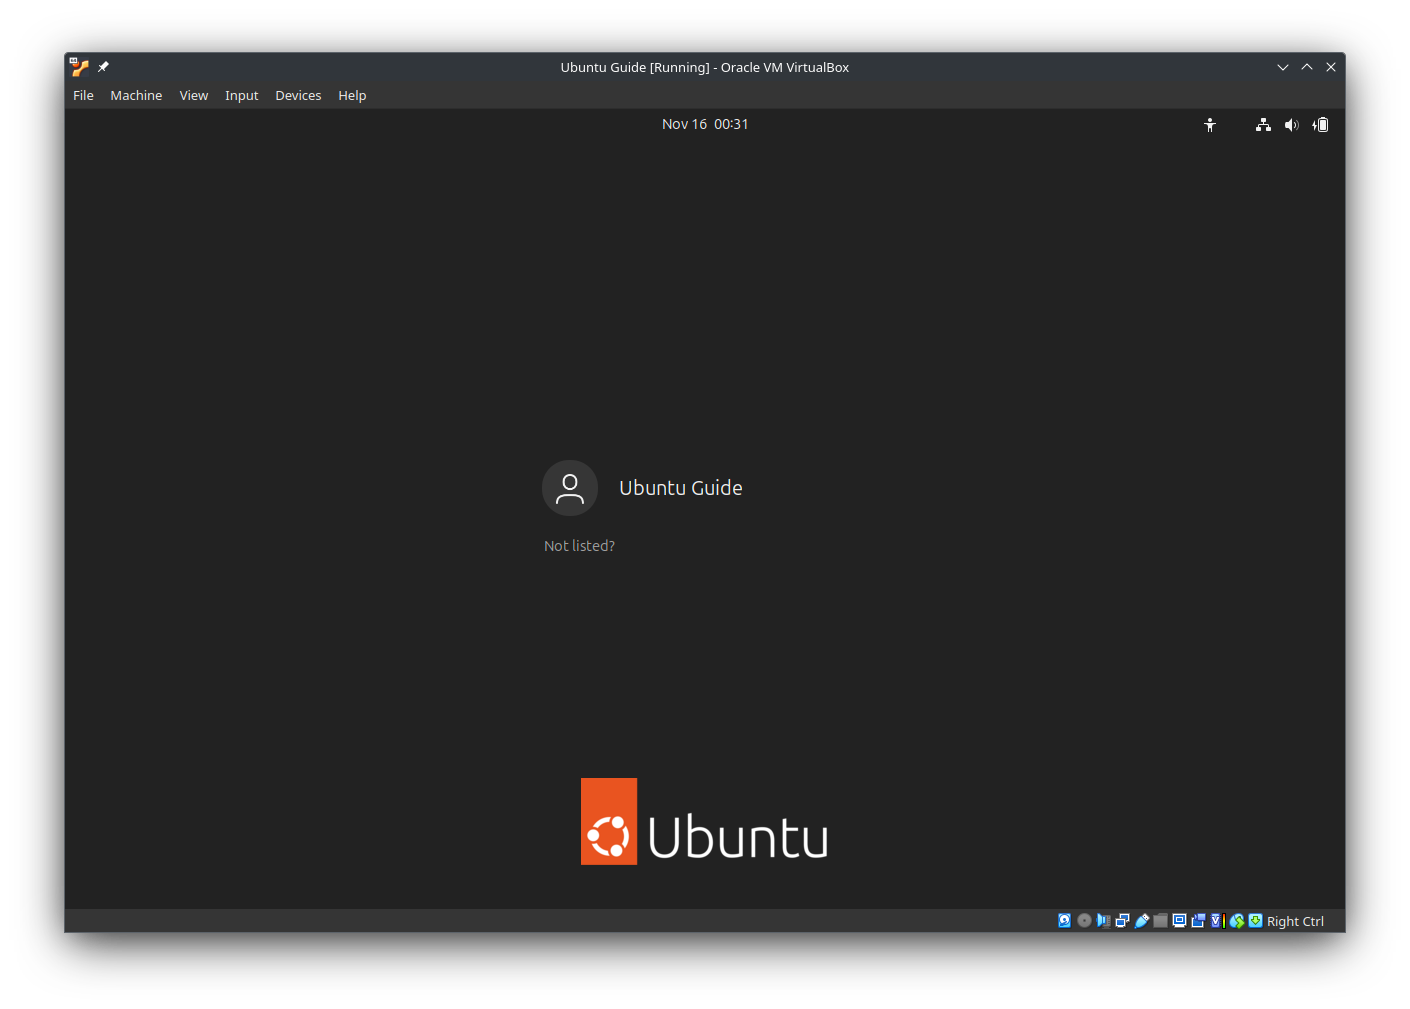 Ubuntu Guide [Running] - Oracle VM VirtualBox
File Machine View Input Devices Help
Nov 16 00:31
Ubuntu Guide
Not listed?
Ubuntu
Right Ctrl